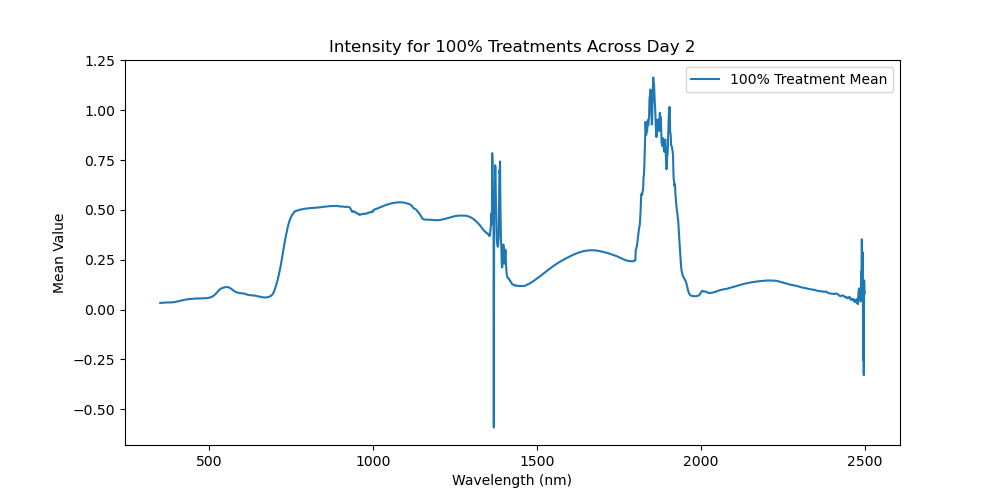 Intensity for 100% Treatments Across Day 2
100% Treatment Mean
Mean Value
1.25
1.00
0.75
0.50
0.25
0.00
−0.25
−0.50
500 1000 1500 2000 2500
Wavelength (nm)